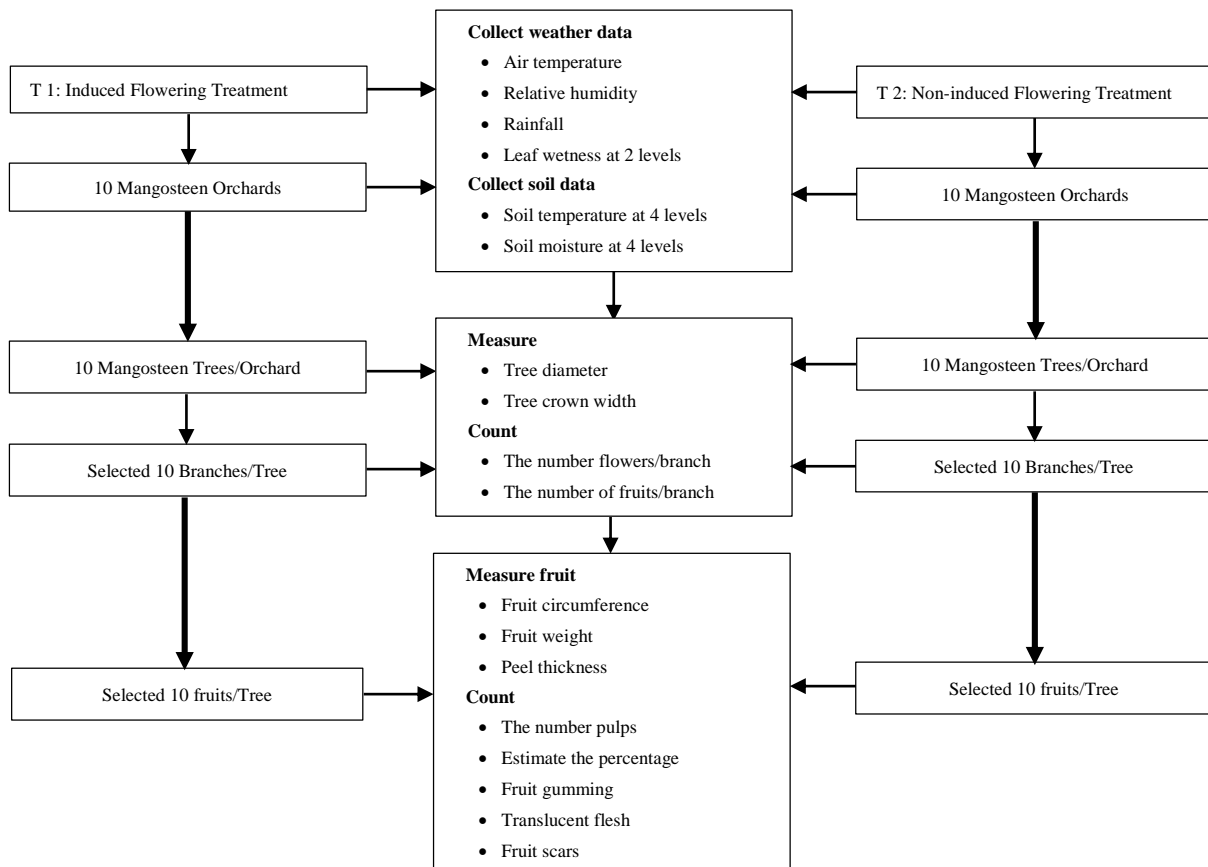 Collect weather data
• Air temperature
• Relative humidity
• Rainfall
• Leaf wetness at 2 levels
Collect soil data
• Soil temperature at 4 levels
• Soil moisture at 4 levels
T 1: Induced Flowering Treatment
T 2: Non-induced Flowering Treatment
10 Mangosteen Orchards
10 Mangosteen Orchards
Measure
• Tree diameter
• Tree crown width
Count
• The number flowers/branch
• The number of fruits/branch
10 Mangosteen Trees/Orchard
10 Mangosteen Trees/Orchard
Selected 10 Branches/Tree
Selected 10 Branches/Tree
Measure fruit
• Fruit circumference
• Fruit weight
• Peel thickness
Count
• The number pulps
• Estimate the percentage
• Fruit gumming
• Translucent flesh
• Fruit scars
Selected 10 fruits/Tree
Selected 10 fruits/Tree